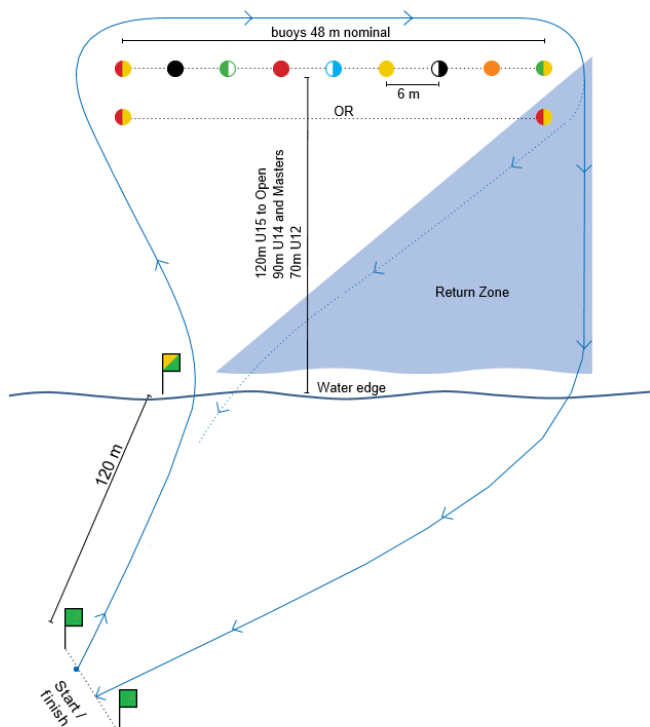 buoys 48 m nominal
6 m
OR
120m U15 to Open
90m U14 and Masters
70m U12
Return Zone
Water edge
120 m
Start /
finish